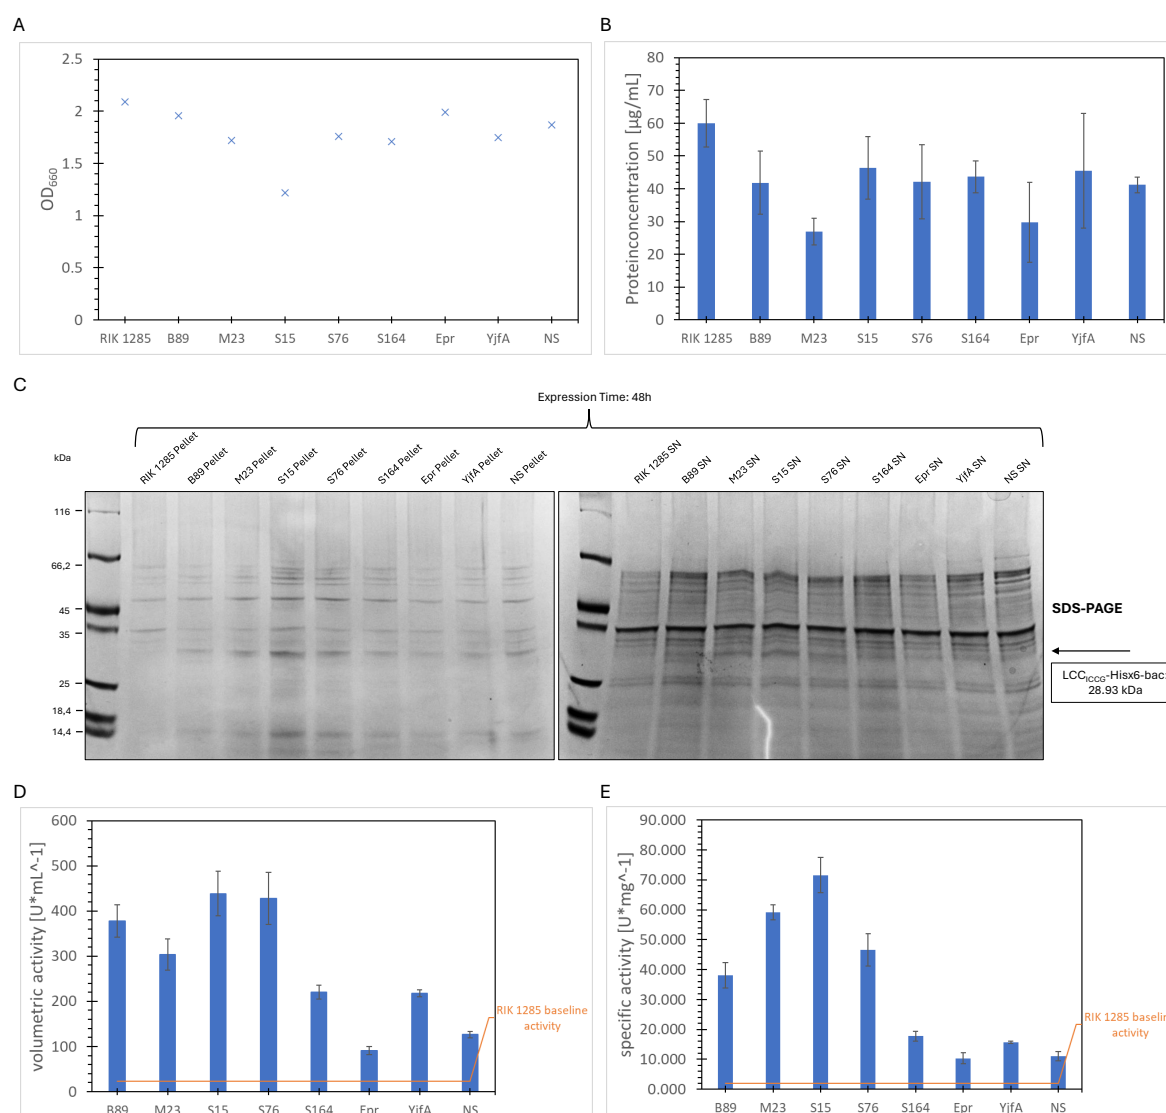 A
2.5
2
1.5
1
0.5
0
OD660
RIK 1285 B89 M23 S15 S76 S164 Epr YjfA NS
B
80
70
60
50
40
30
20
10
0
Proteinconcentration [µg/mL]
RIK 1285 B89 M23 S15 S76 S164 Epr YjfA NS
C
Expression Time: 48h
kDa
RIK 1285 Pellet
B89 Pellet
M23 Pellet
S15 Pellet
S76 Pellet
S164 Pellet
Epr Pellet
YjfA Pellet
NS Pellet
RIK 1285 SN
B89 SN
M23 SN
S15 SN
S76 SN
S164 SN
Epr SN
YjfA SN
NS SN
116
66,2
45
35
25
18,4
14,4
SDS-PAGE
LCCICCG-Hisx6-bac:
28.93 kDa
D
600
500
400
300
200
100
0
volumetric activity [U*mL^-1]
RIK 1285 baseline
activity
B89 M23 S15 S76 S164 Epr YjfA NS
E
90.000
80.000
70.000
60.000
50.000
40.000
30.000
20.000
10.000
0.000
specific activity [U*mg^-1]
RIK 1285 baseline
activity
B89 M23 S15 S76 S164 Epr YjfA NS